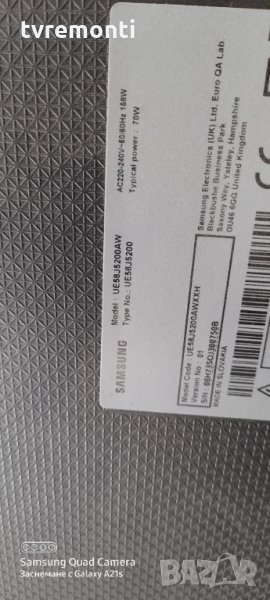 tvremonti
SAMSUNG
Model : UE58J5200AW
Type No.: UE58J5200
AC220-240V~50/60Hz 158W
Typical power : 70W
Model Code : UE58J5200AWXXH
Version No : 01
MADE IN SLOVAKIA
Samsung Electronics (UK) Ltd, Euro QA Lab.
Blackbushe Business Park
Saxony Way, Yateley, Hampshire
GU46 6GG United Kingdom
CE
Samsung Quad Camera
Заснемане с Galaxy A21s
BAZAR